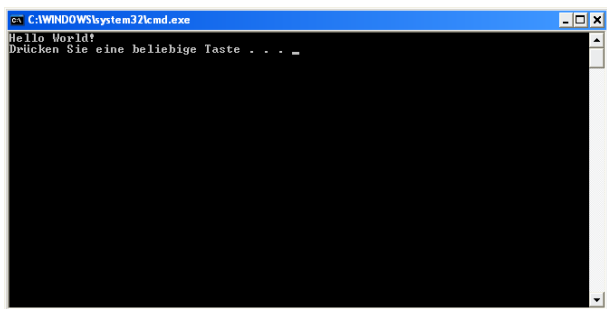 C:\WINDOWS\system32\cmd.exe
Hello World!
Drücken Sie eine beliebige Taste . . . _